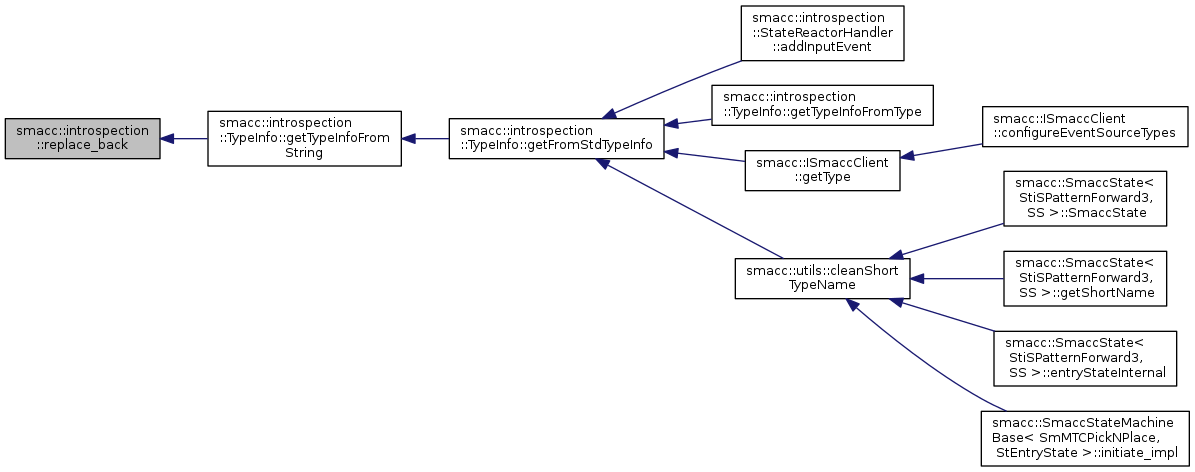 smacc::introspection
::replace_back
smacc::introspection
::TypeInfo::getTypeInfoFrom
String
smacc::introspection
::TypeInfo::getFromStdTypeInfo
smacc::introspection
::StateReactorHandler
::addInputEvent
smacc::introspection
::TypeInfo::getTypeInfoFromType
smacc::ISmaccClient
::getType
smacc::ISmaccClient
::configureEventSourceTypes
smacc::utils::cleanShort
TypeName
smacc::SmaccState<
StiSPatternForward3,
SS >::SmaccState
smacc::SmaccState<
StiSPatternForward3,
SS >::getShortName
smacc::SmaccState<
StiSPatternForward3,
SS >::entryStateInternal
smacc::SmaccStateMachine
Base< SmMTCPickNPlace,
StEntryState >::initiate_impl